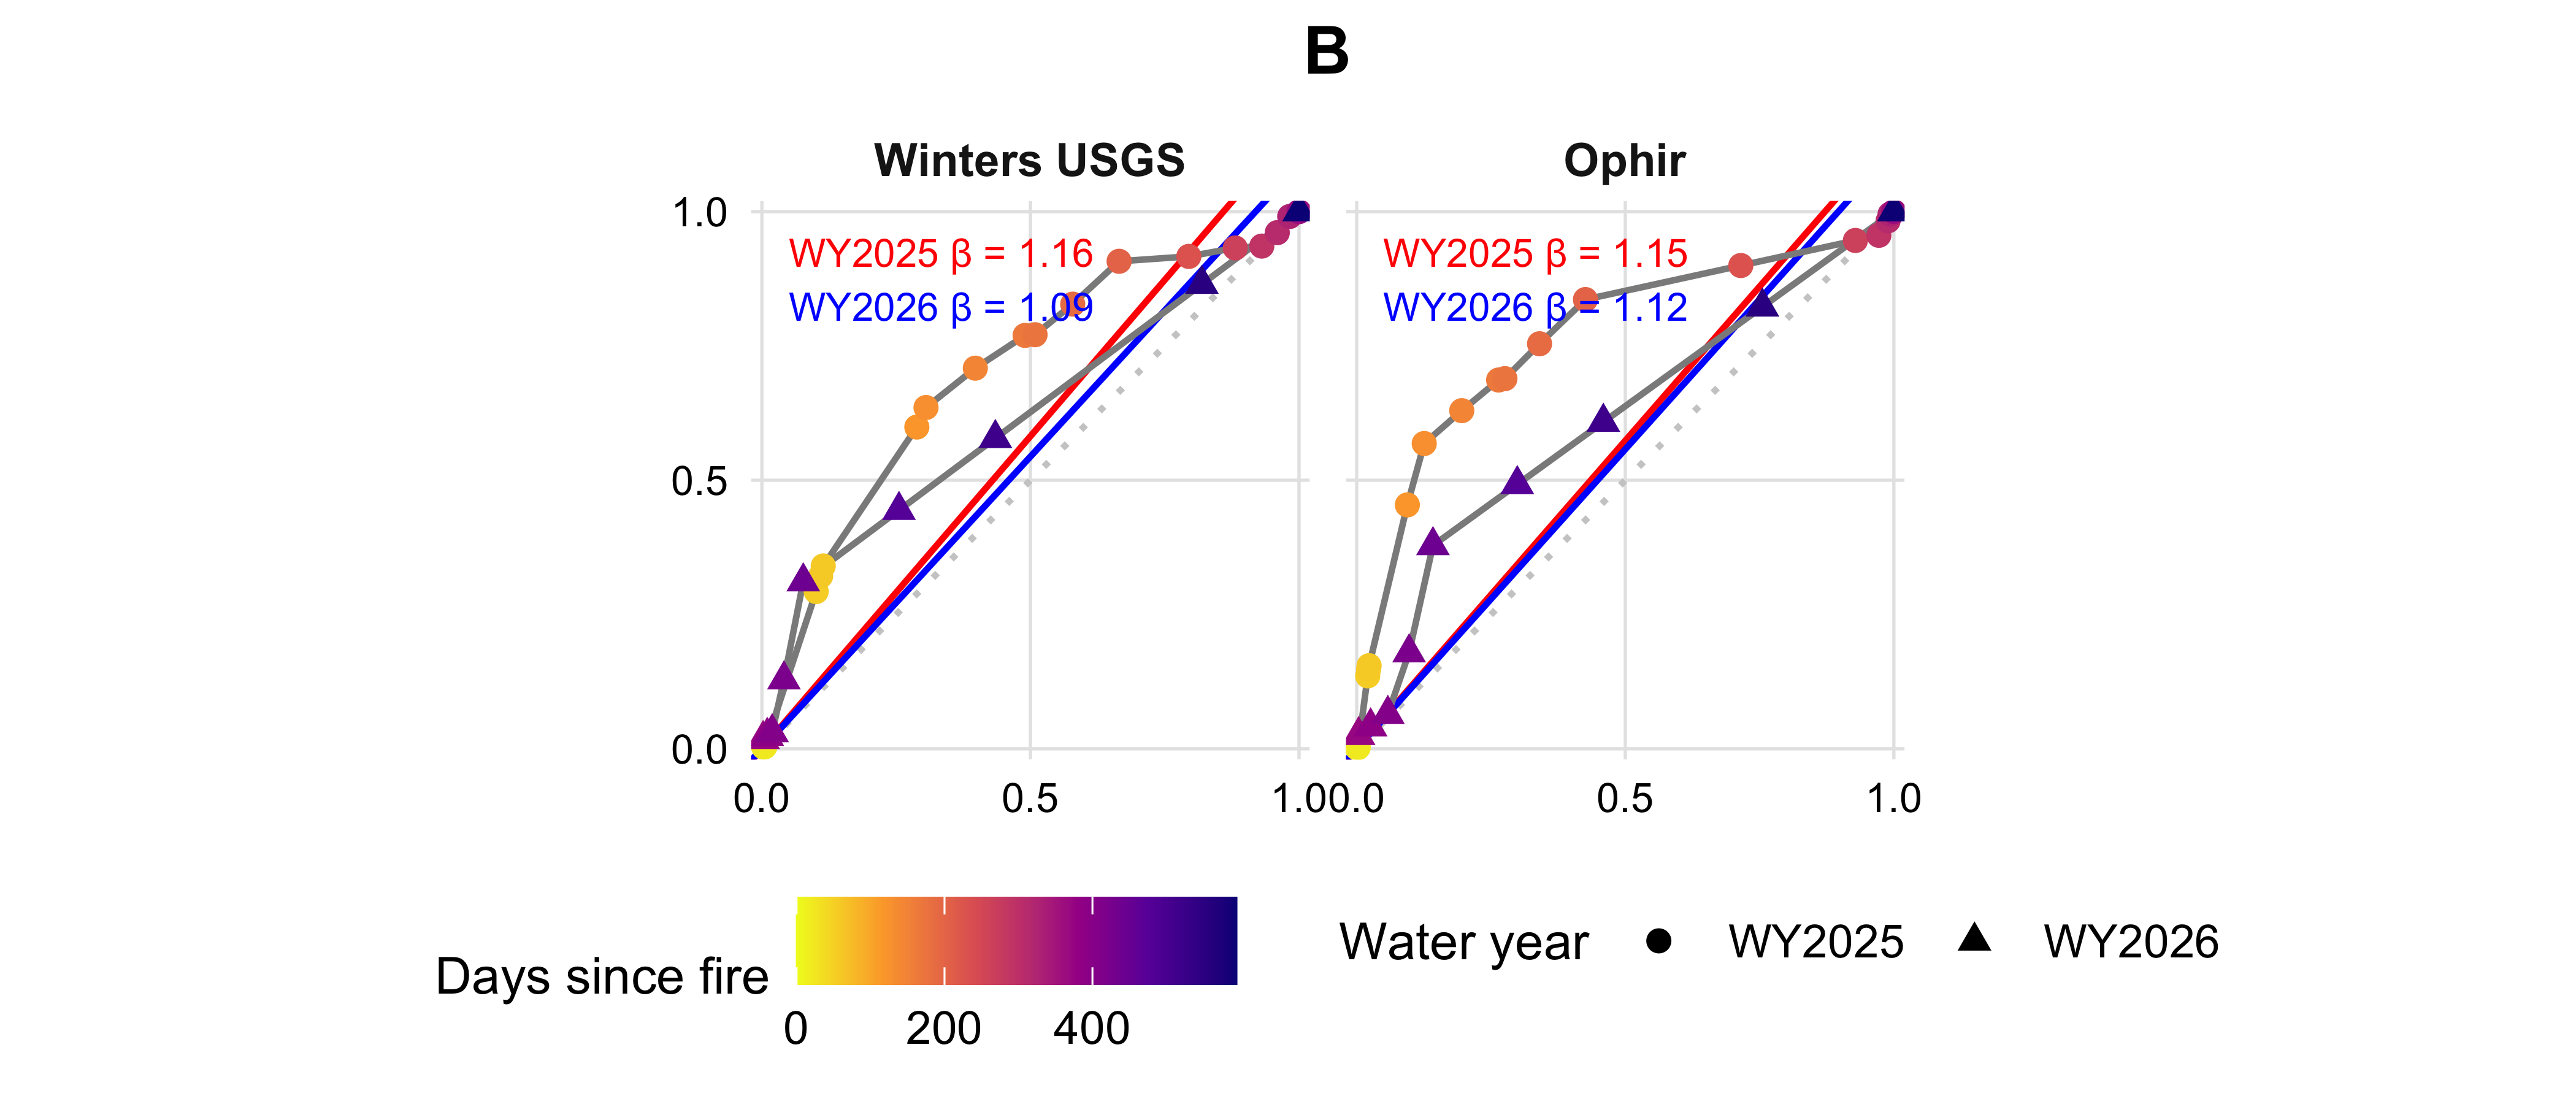 B
Winters USGS
Ophir
1.0
WY2025 β = 1.16
WY2025 β = 1.15
WY2026 β = 1.09
WY2026 β = 1.12
0.5
0.0
0.0
0.5
1.0
0.0
0.5
1.0
Water year
WY2025
WY2026
Days since fire
0
200
400